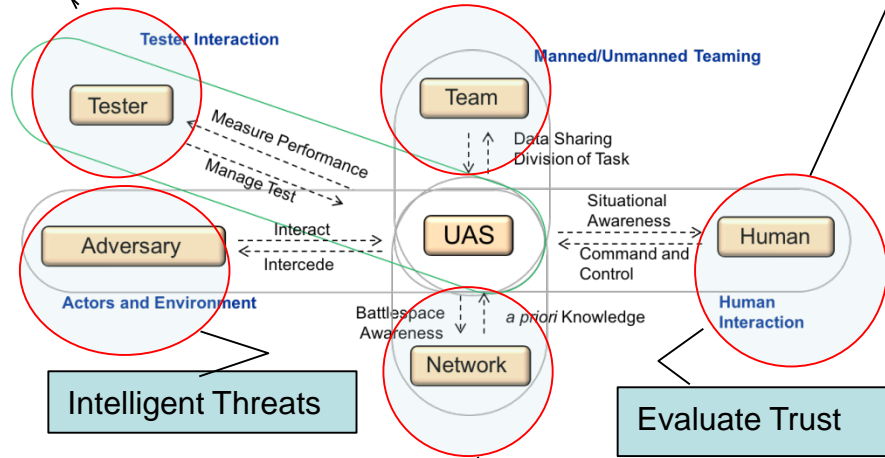 Tester Interaction
Manned/Unmanned Teaming
Tester
Team
Measure Performance
Manage Test
Data Sharing
Division of Task
Adversary
Interact
Intercede
UAS
Situational
Awareness
Command and
Control
Human
Actors and Environment
Battlespace
Awareness
a priori Knowledge
Human
Interaction
Network
Intelligent Threats
Evaluate Trust